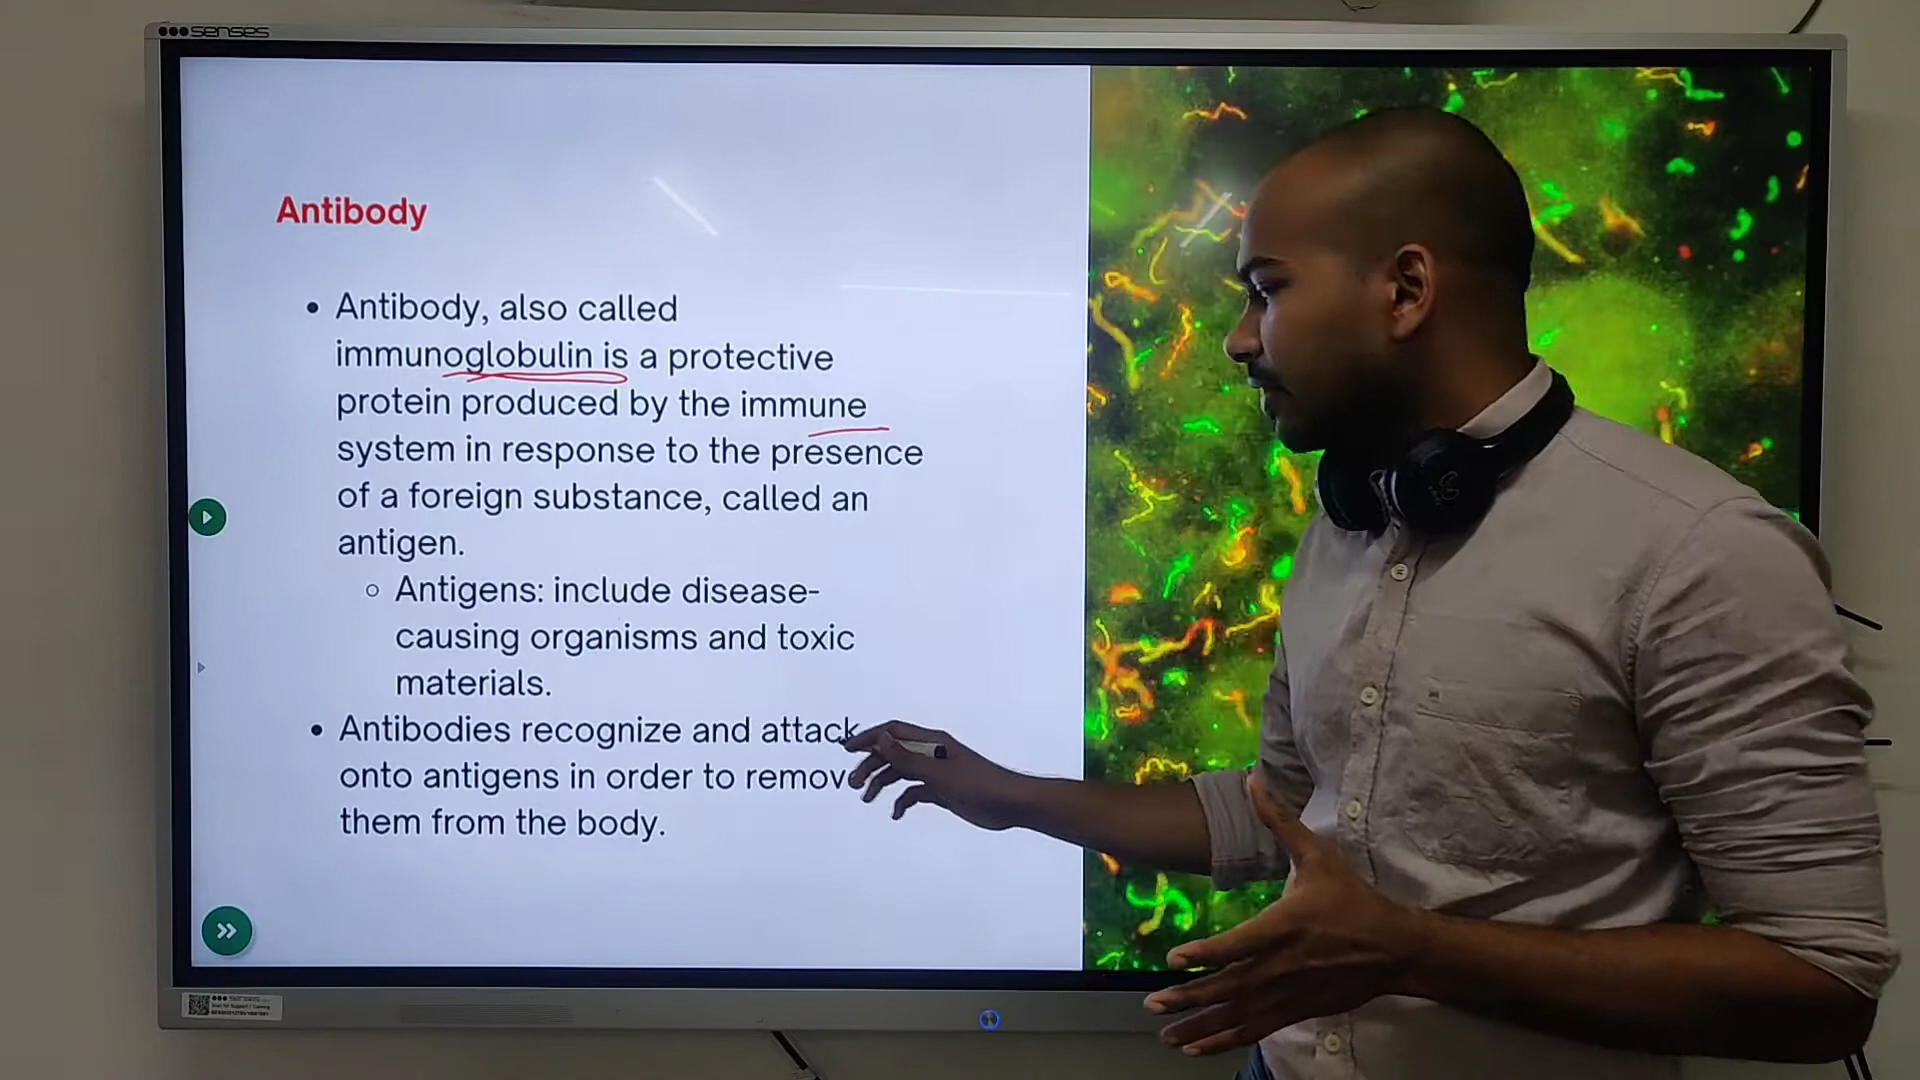 senses
Antibody
• Antibody, also called
immunoglobulin is a protective
protein produced by the immune
system in response to the presence
of a foreign substance, called an
antigen.
○ Antigens: include disease-
causing organisms and toxic
materials.
• Antibodies recognize and attack
onto antigens in order to remov
them from the body.